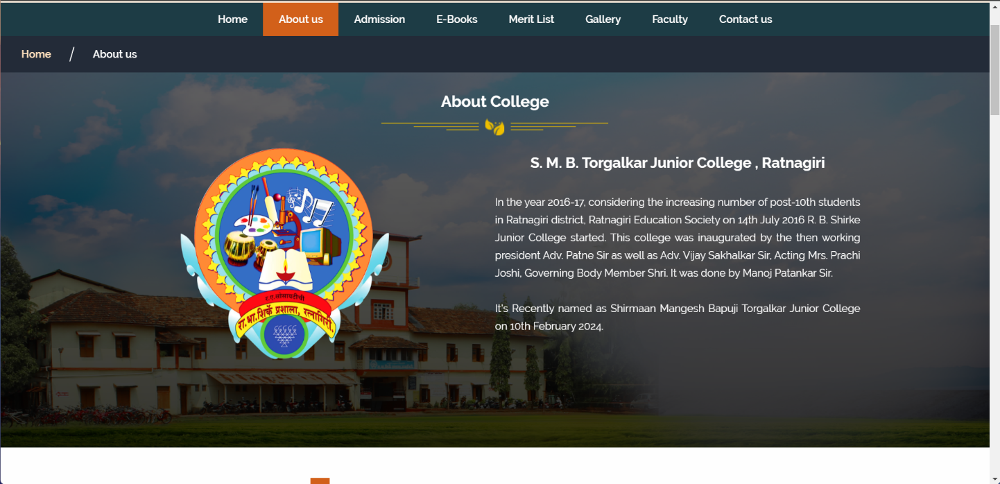 Home About us Admission E-Books Merit List Gallery Faculty Contact us
Home / About us
About College
S. M. B. Torgalkar Junior College , Ratnagiri
In the year 2016-17, considering the increasing number of post-10th students
in Ratnagiri district, Ratnagiri Education Society on 14th July 2016 R. B. Shirke
Junior College started. This college was inaugurated by the then working
president Adv. Patne Sir as well as Adv. Vijay Sakhalkar Sir, Acting Mrs. Prachi
Joshi, Governing Body Member Shri. It was done by Manoj Patankar Sir.
It's Recently named as Shirmaan Mangesh Bapuji Torgalkar Junior College
on 10th February 2024.
र.ए.सोसायटीची
रा.भा.शिर्के प्रशाला, रत्नागिरी.